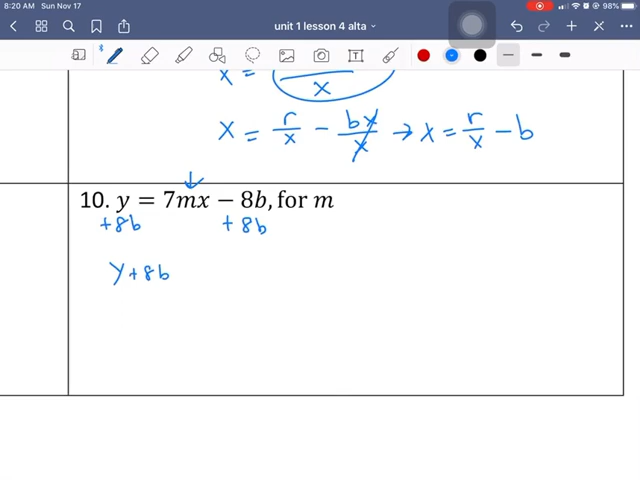 8:20 AM Sun Nov 17
98%
unit 1 lesson 4 alta
x =
x
x = r/x - bx/x → x = r/x - b
10. y = 7mx − 8b, for m
+8b +8b
y + 8b